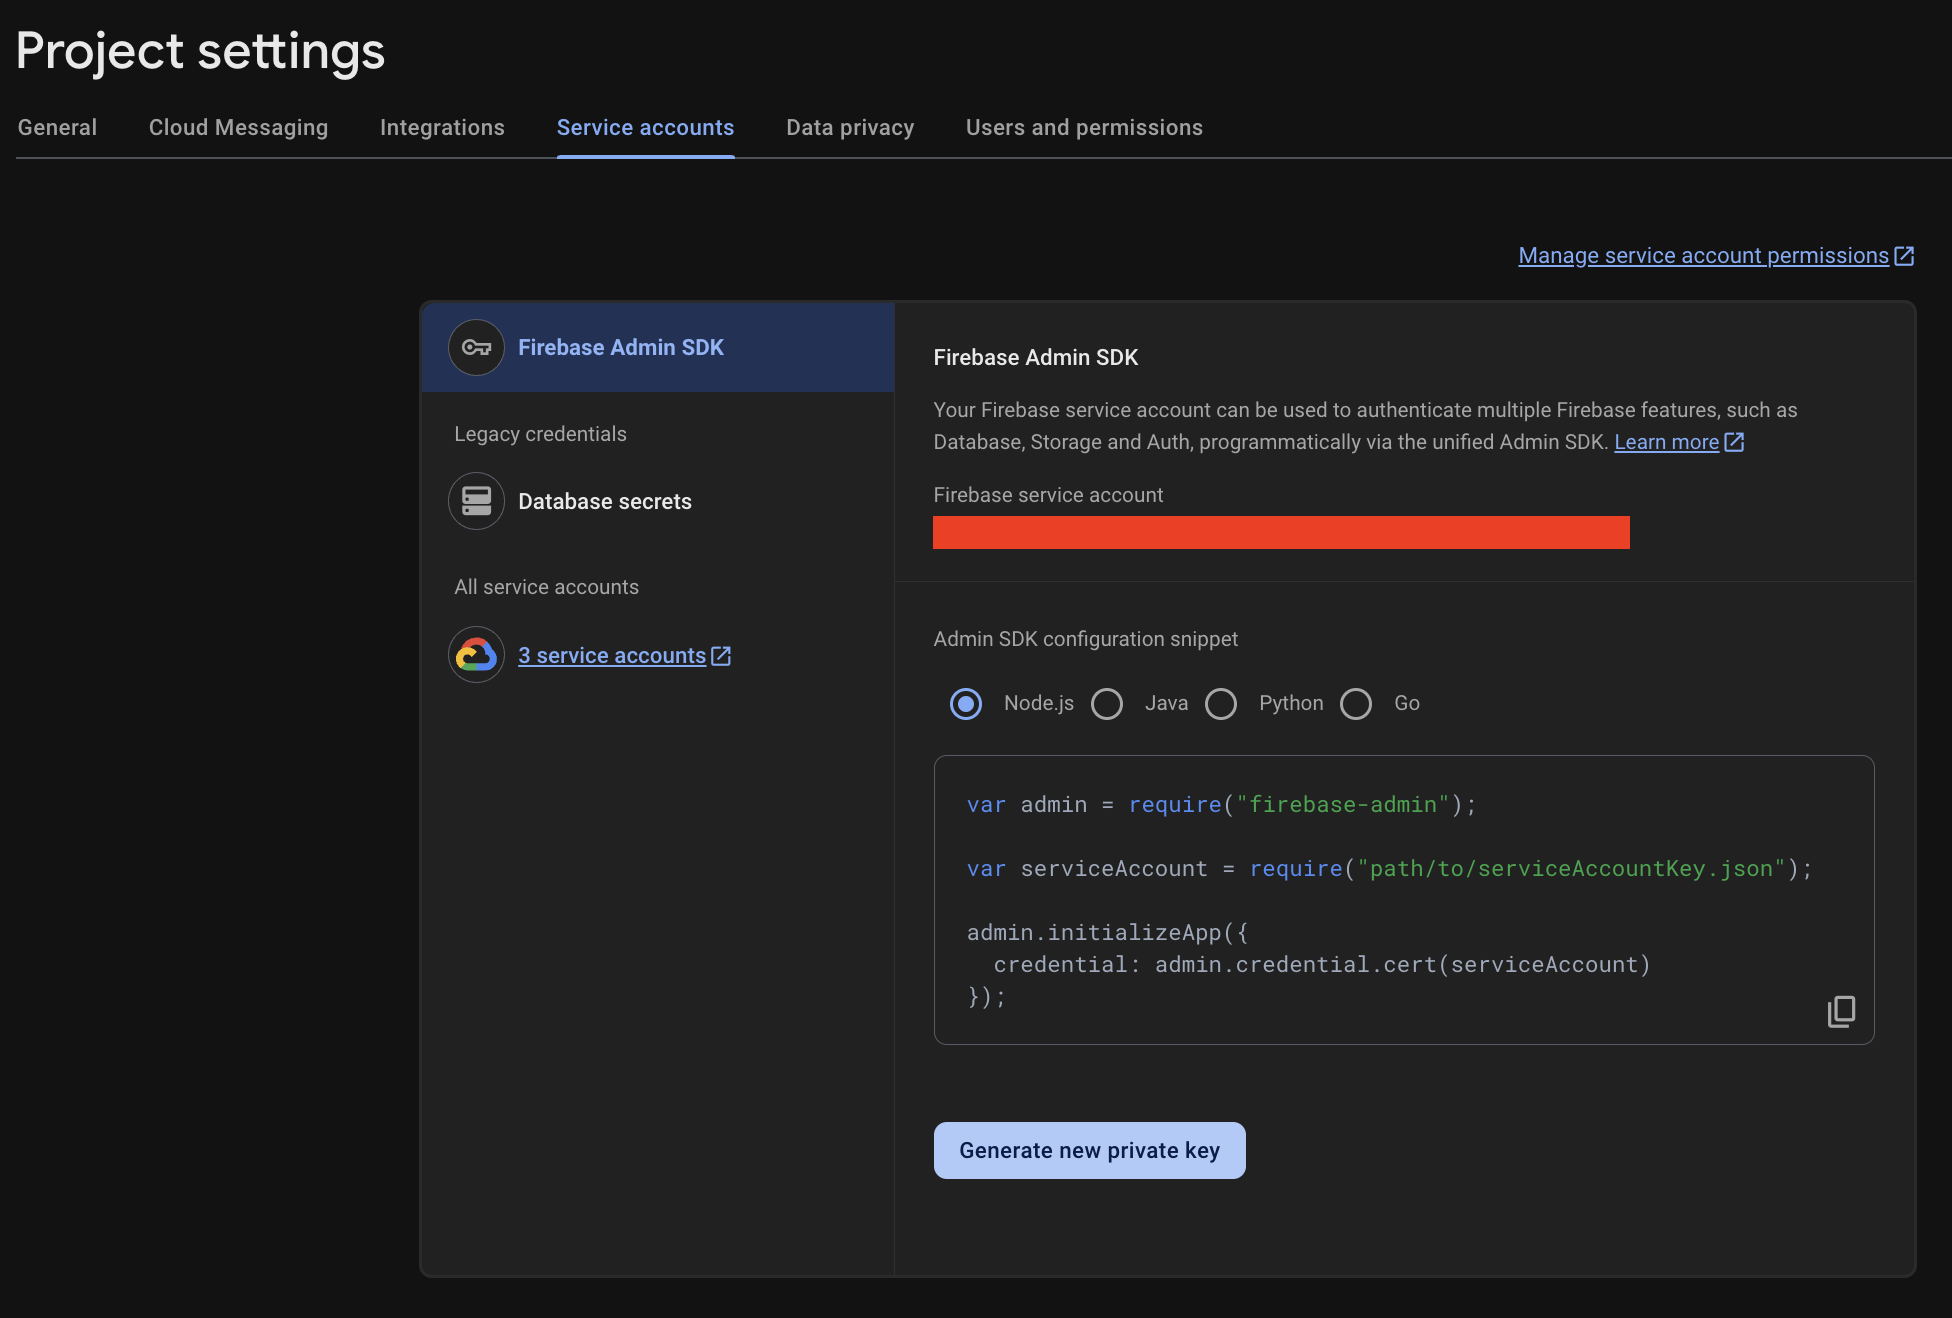 Project settings
General
Cloud Messaging
Integrations
Service accounts
Data privacy
Users and permissions
Manage service account permissions
Firebase Admin SDK
Legacy credentials
Database secrets
All service accounts
3 service accounts
Firebase Admin SDK
Your Firebase service account can be used to authenticate multiple Firebase features, such as
Database, Storage and Auth, programmatically via the unified Admin SDK. Learn more
Firebase service account
Admin SDK configuration snippet
Node.js
Java
Python
Go
var admin = require("firebase-admin");
var serviceAccount = require("path/to/serviceAccountKey.json");
admin.initializeApp({
  credential: admin.credential.cert(serviceAccount)
});
Generate new private key